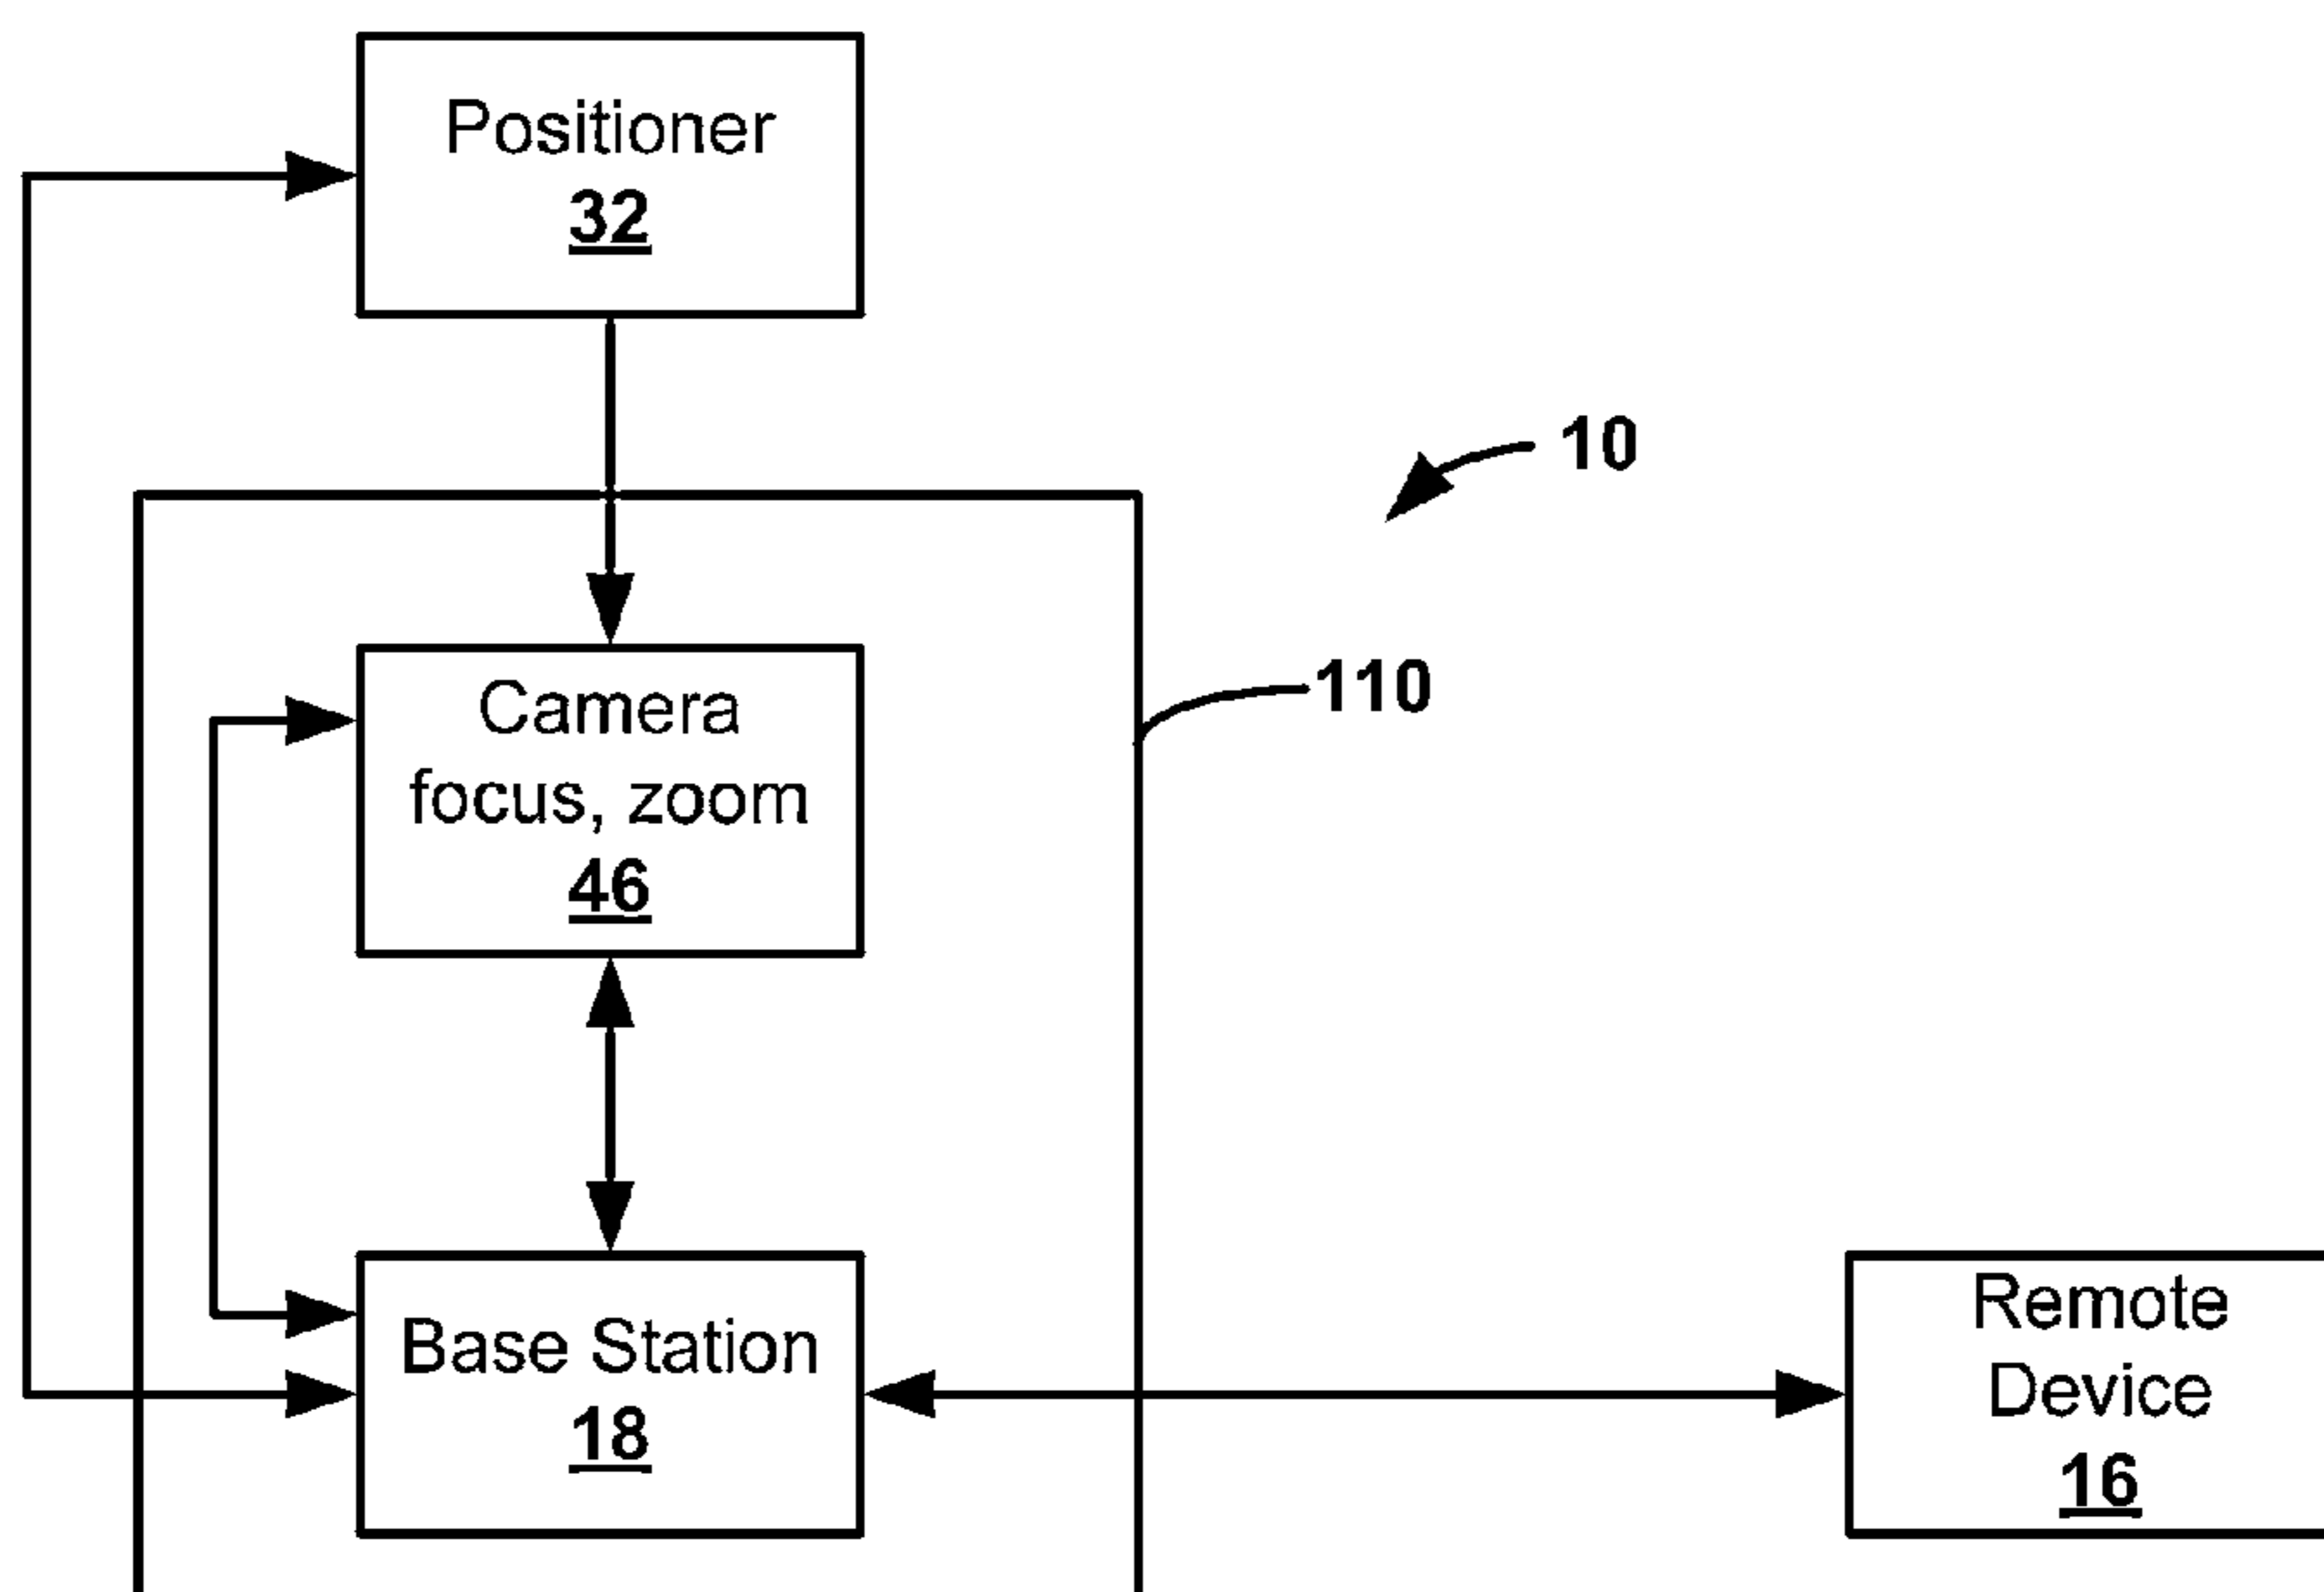 Positioner
32
10
Camera
focus, zoom
46
110
Base Station
18
Remote
Device
16